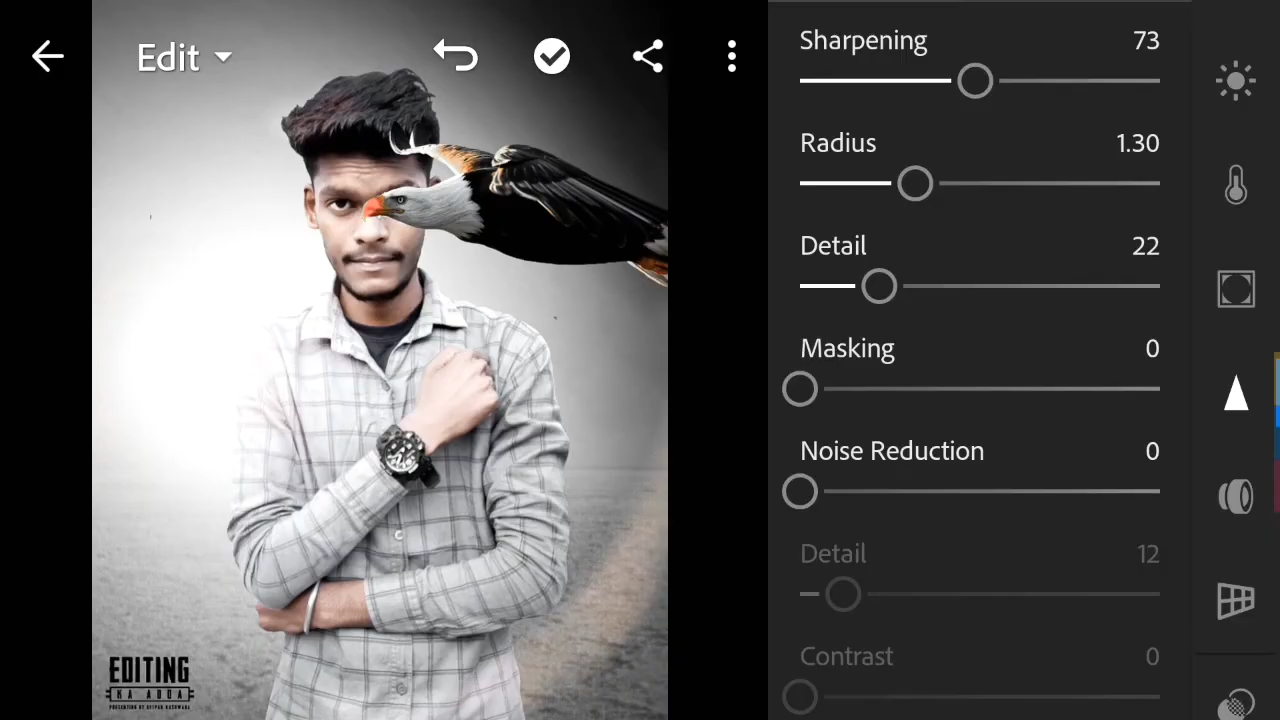 Edit
Sharpening 73
Radius 1.30
Detail 22
Masking 0
Noise Reduction 0
Detail 12
Contrast 0
EDITING
KA ADDA